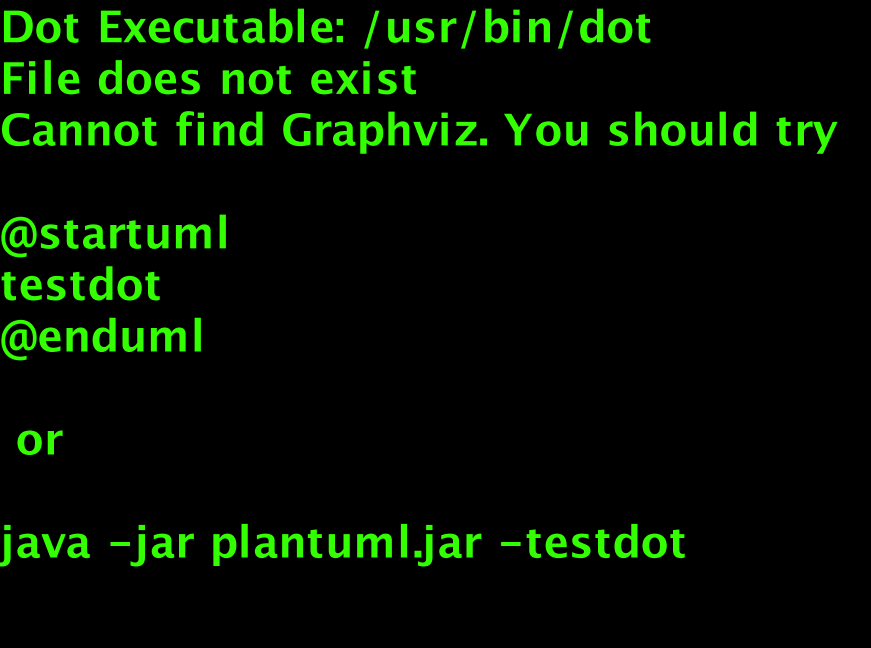 Dot Executable: /usr/bin/dot
File does not exist
Cannot find Graphviz. You should try
@startuml
testdot
@enduml
or
java -jar plantuml.jar -testdot